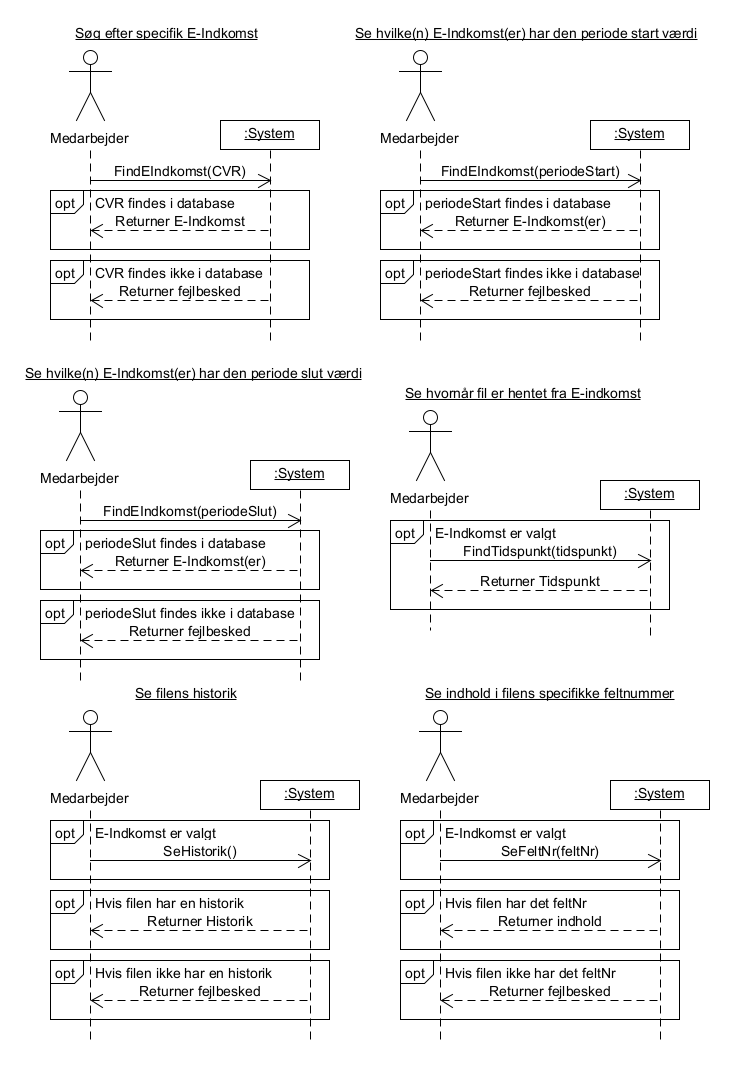 Søg efter specifik E-Indkomst
Medarbejder
:System
FindEIndkomst(CVR)
opt
CVR findes i database
Returner E-Indkomst
opt
CVR findes ikke i database
Returner fejlbesked
Se hvilke(n) E-Indkomst(er) har den periode start værdi
Medarbejder
:System
FindEIndkomst(periodeStart)
opt
periodeStart findes i database
Returner E-Indkomst(er)
opt
periodeStart findes ikke i database
Returner fejlbesked
Se hvilke(n) E-Indkomst(er) har den periode slut værdi
Medarbejder
:System
FindEIndkomst(periodeSlut)
opt
periodeSlut findes i database
Returner E-Indkomst(er)
opt
periodeSlut findes ikke i database
Returner fejlbesked
Se hvornår fil er hentet fra E-indkomst
Medarbejder
:System
opt
E-Indkomst er valgt
FindTidspunkt(tidspunkt)
Returner Tidspunkt
Se filens historik
Medarbejder
:System
opt
E-Indkomst er valgt
SeHistorik()
opt
Hvis filen har en historik
Returner Historik
opt
Hvis filen ikke har en historik
Returner fejlbesked
Se indhold i filens specifikke feltnummer
Medarbejder
:System
opt
E-Indkomst er valgt
SeFeltNr(feltNr)
opt
Hvis filen har det feltNr
Returner indhold
opt
Hvis filen ikke har det feltNr
Returner fejlbesked